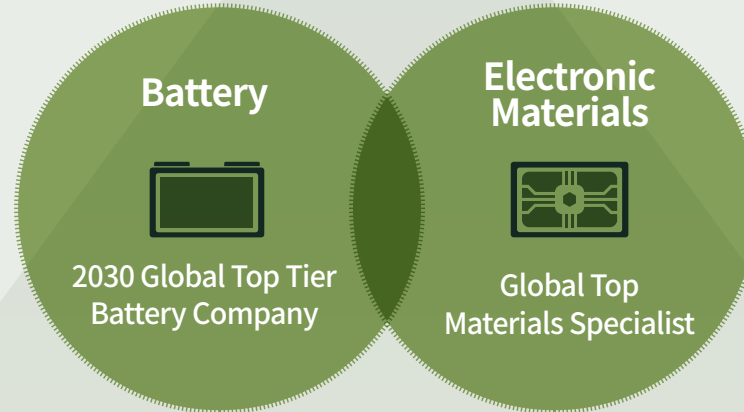 Battery
2030 Global Top Tier
Battery Company
Electronic
Materials
Global Top
Materials Specialist